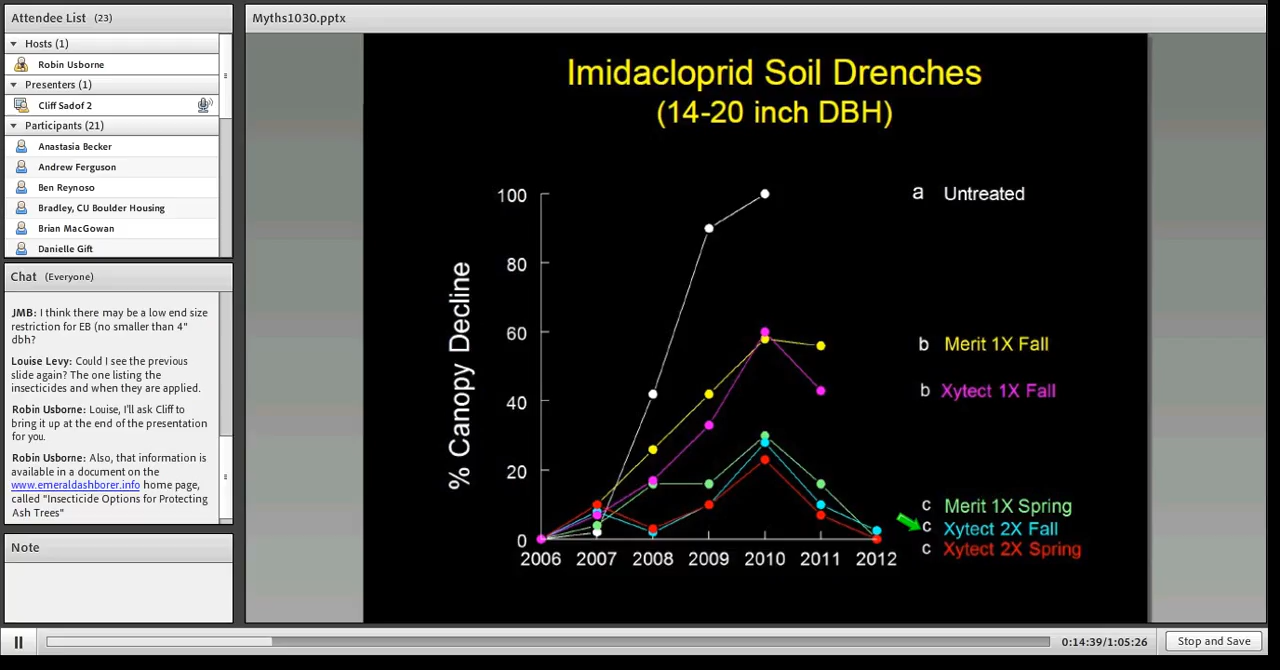 Attendee List (23)
Hosts (1)
Robin Usborne
Presenters (1)
Cliff Sadof 2
Participants (21)
Anastasia Becker
Andrew Ferguson
Ben Reynoso
Bradley, CU Boulder Housing
Brian MacGowan
Danielle Gift
Chat (Everyone)
JMB: I think there may be a low end size
restriction for EB (no smaller than 4"
dbh?
Louise Levy: Could I see the previous
slide again? The one listing the
insecticides and when they are applied.
Robin Usborne: Louise, I'll ask Cliff to
bring it up at the end of the presentation
for you.
Robin Usborne: Also, that information is
available in a document on the
www.emeraldashborer.info home page,
called "Insecticide Options for Protecting
Ash Trees"
Note
Myths1030.pptx
Imidacloprid Soil Drenches
(14-20 inch DBH)
% Canopy Decline
100
80
60
40
20
0
2006 2007 2008 2009 2010 2011 2012
a Untreated
b Merit 1X Fall
b Xytect 1X Fall
c Merit 1X Spring
c Xytect 2X Fall
c Xytect 2X Spring
0:14:39/1:05:26
Stop and Save